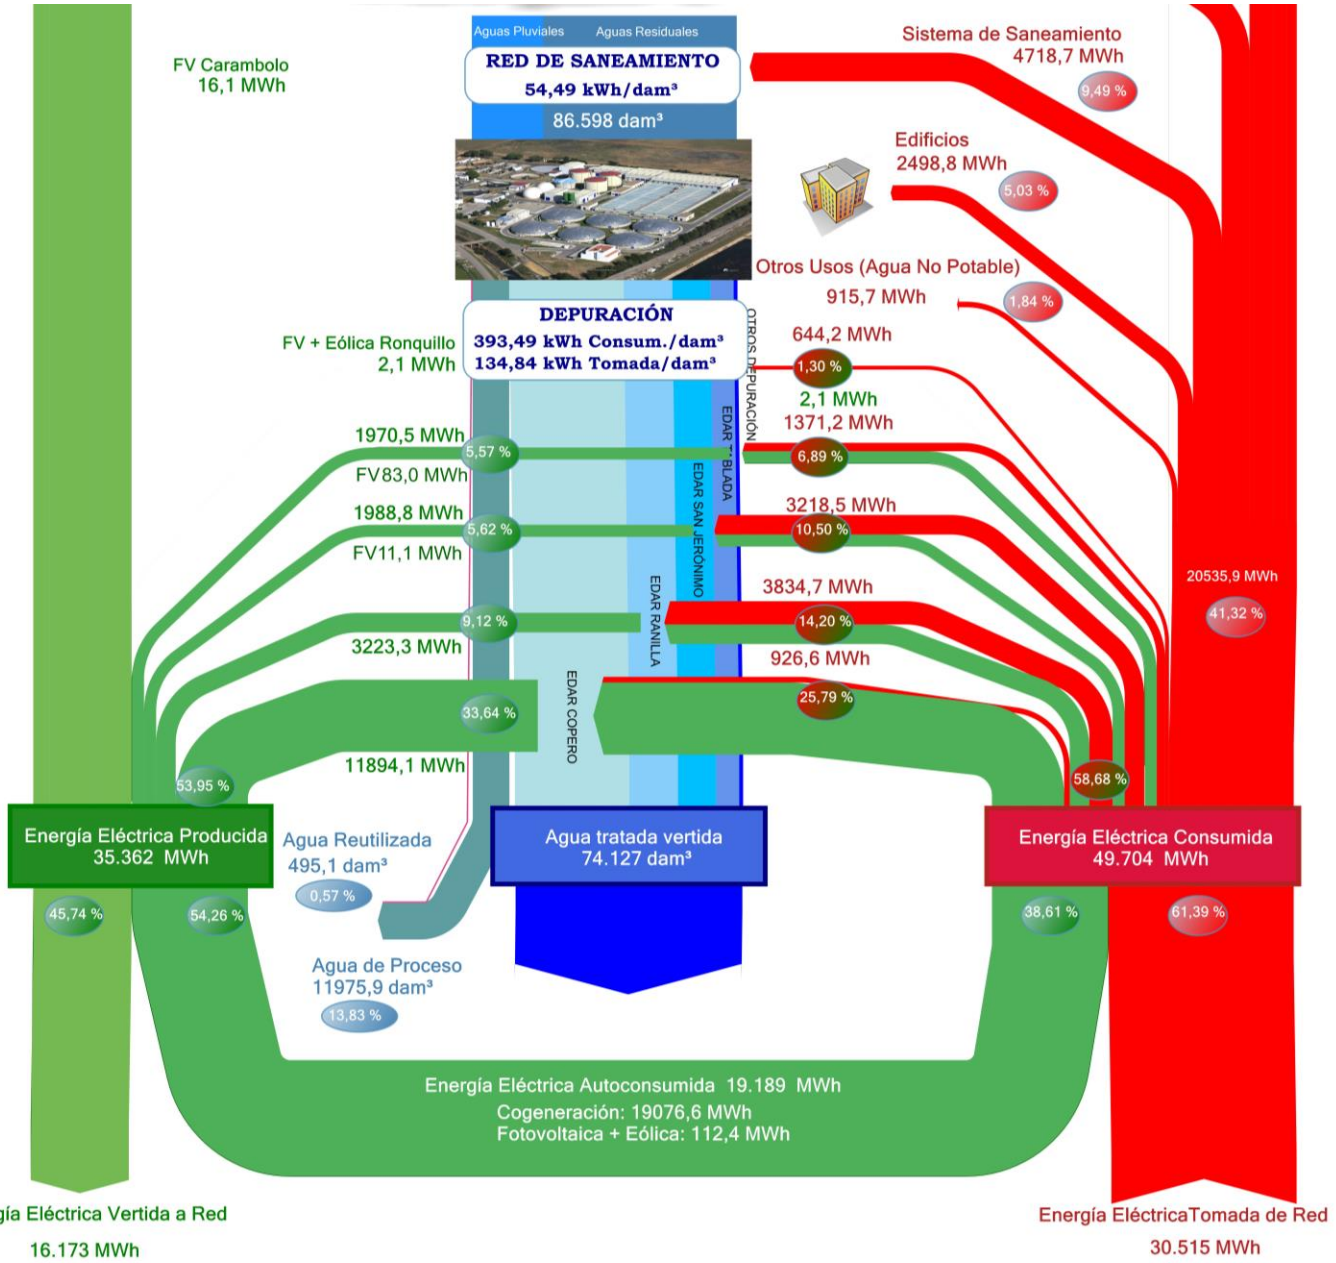 Aguas Pluviales Aguas Residuales
RED DE SANEAMIENTO
54,49 kWh/dam³
86.598 dam³
FV Carambolo
16,1 MWh
Sistema de Saneamiento
4718,7 MWh
9,49 %
Edificios
2498,8 MWh
5,03 %
Otros Usos (Agua No Potable)
915,7 MWh
1,84 %
DEPURACIÓN
393,49 kWh Consum./dam³
134,84 kWh Tomada/dam³
FV + Eólica Ronquillo
2,1 MWh
OTROS DEPURACIÓN
644,2 MWh
1,30 %
2,1 MWh
1970,5 MWh
5,57 %
FV83,0 MWh
EDAR TABLADA
1371,2 MWh
6,89 %
1988,8 MWh
5,62 %
FV11,1 MWh
EDAR SAN JERÓNIMO
3218,5 MWh
10,50 %
9,12 %
3223,3 MWh
EDAR RANILLA
3834,7 MWh
14,20 %
20535,9 MWh
41,32 %
33,64 %
11894,1 MWh
EDAR COPERO
926,6 MWh
25,79 %
53,95 %
58,68 %
Energía Eléctrica Producida
35.362 MWh
Agua Reutilizada
495,1 dam³
0,57 %
Agua tratada vertida
74.127 dam³
Energía Eléctrica Consumida
49.704 MWh
45,74 %
54,26 %
38,61 %
61,39 %
Agua de Proceso
11975,9 dam³
13,83 %
Energía Eléctrica Autoconsumida 19.189 MWh
Cogeneración: 19076,6 MWh
Fotovoltaica + Eólica: 112,4 MWh
gía Eléctrica Vertida a Red
16.173 MWh
Energía EléctricaTomada de Red
30.515 MWh